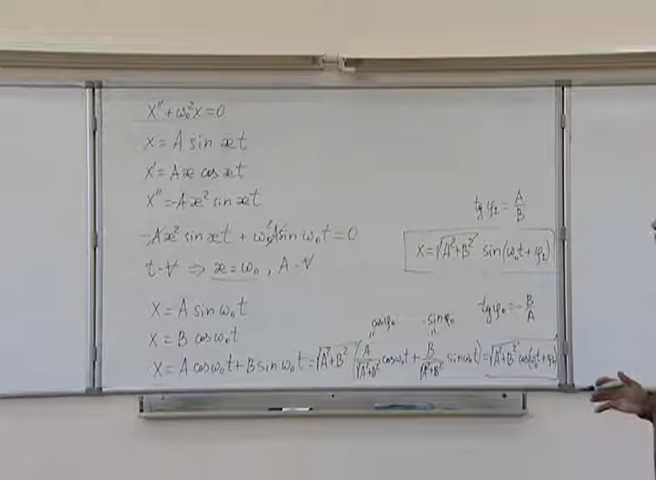 x'' + ω₀²x = 0
x = A sin æt
x' = Aæ cos æt
x'' = -Aæ² sin æt
-Aæ² sin æt + ω₀²A sin ω₀t = 0
t-∀ ⇒ æ = ω₀, A-∀
x = A sin ω₀t
x = B cos ω₀t
x = A cos ω₀t + B sin ω₀t = √(A²+B²) (A/√(A²+B²) cos ω₀t + B/√(A²+B²) sin ω₀t) = √(A²+B²) cos(ω₀t + φ₀)
cos φ₀
-sin φ₀
tg φ₂ = A/B
x = √(A²+B²) sin(ω₀t + φ₂)
tg φ₀ = -B/A